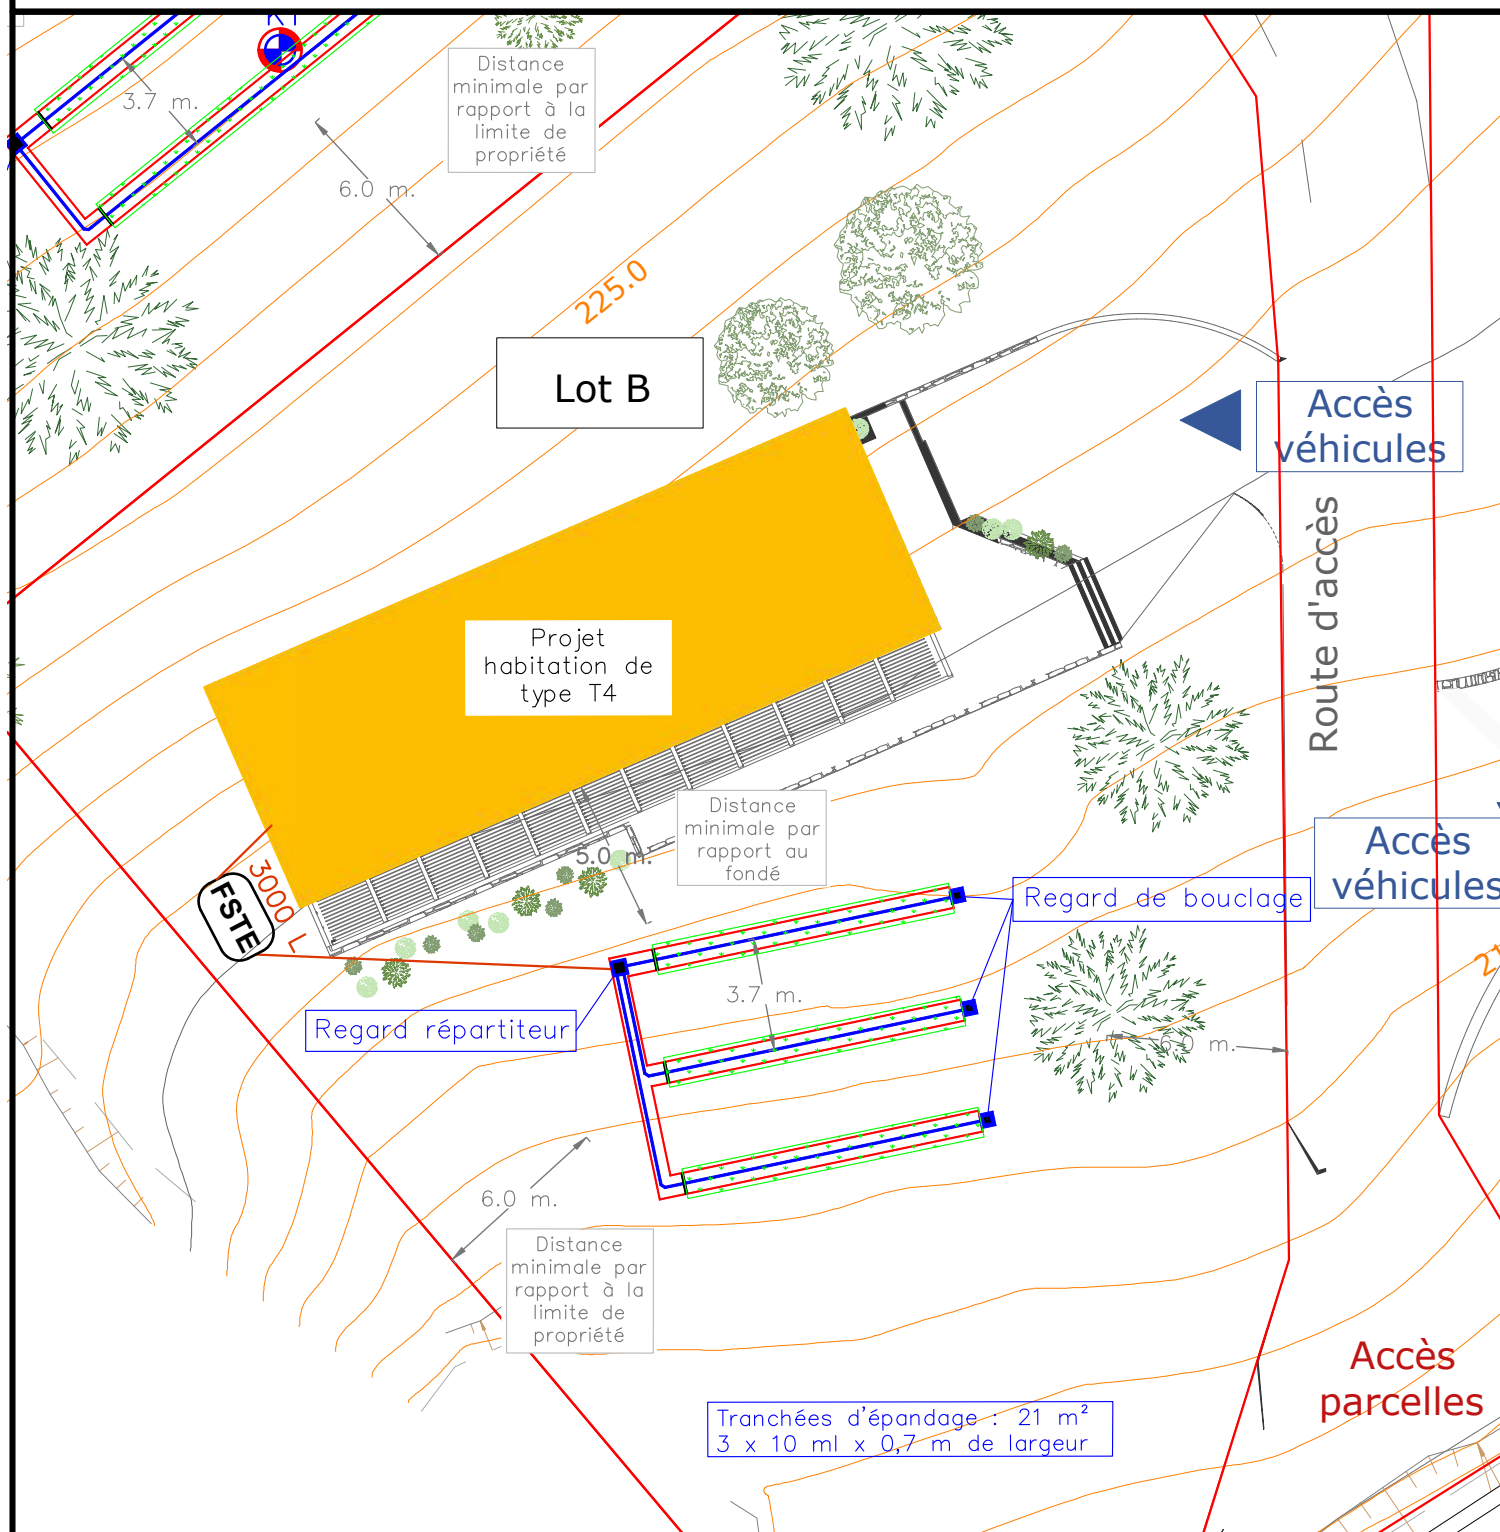 3.7 m.
Distance
minimale par
rapport à la
limite de
propriété
6.0 m.
225.0
Lot B
Accès
véhicules
Route d'accès
Projet
habitation de
type T4
Distance
minimale par
rapport au
fondé
5.0 m.
3000 L
FSTE
Accès
véhicules
Regard de bouclage
3.7 m.
Regard répartiteur
6.0 m.
6.0 m.
Distance
minimale par
rapport à la
limite de
propriété
Accès
parcelles
Tranchées d'épandage : 21 m²
3 x 10 ml x 0,7 m de largeur